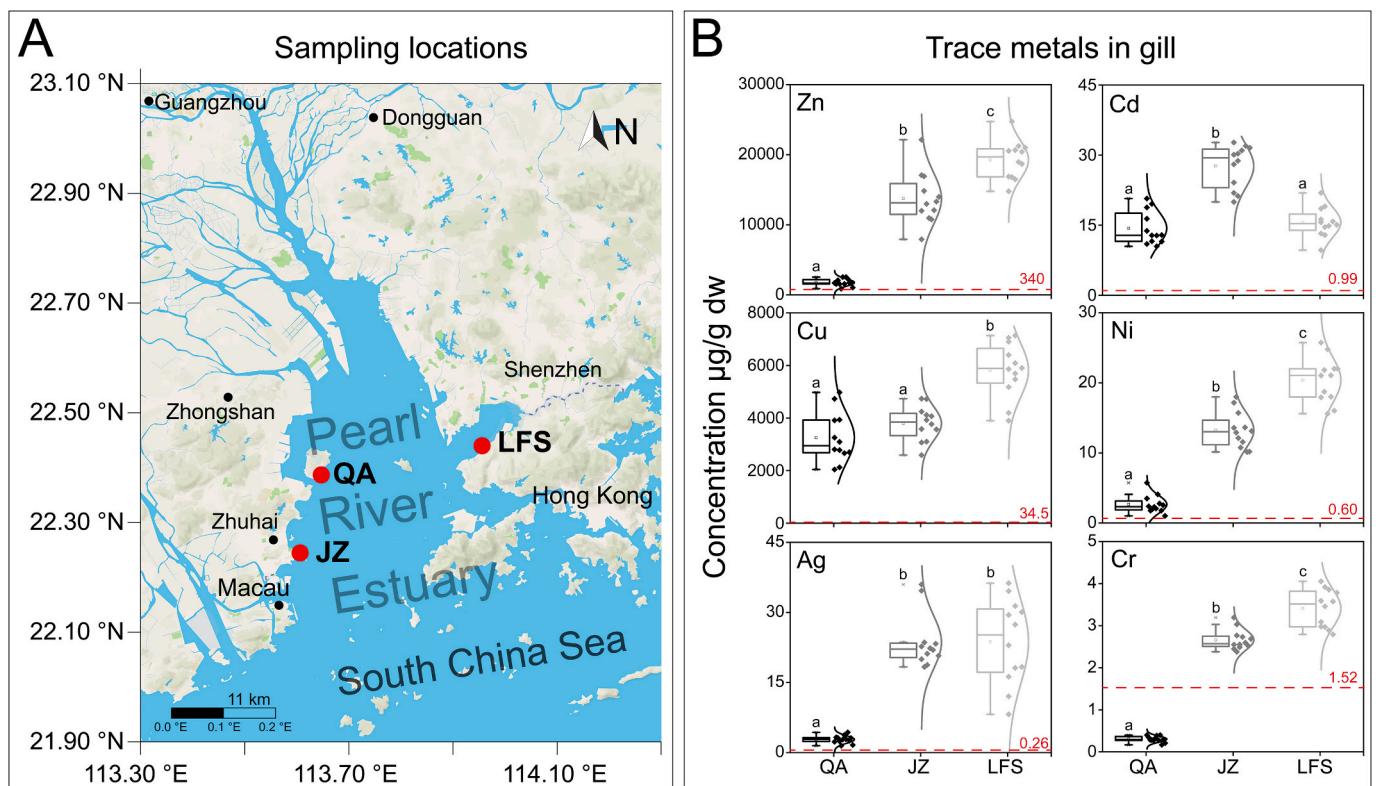 A
Sampling locations
23.10 °N
22.90 °N
22.70 °N
22.50 °N
22.30 °N
22.10 °N
21.90 °N
113.30 °E
113.70 °E
114.10 °E
Guangzhou
Dongguan
N
Shenzhen
Zhongshan
Pearl
LFS
QA
River
Hong Kong
Zhuhai
JZ
Estuary
Macau
South China Sea
11 km
0.0 °E
0.1 °E
0.2 °E
B
Trace metals in gill
Concentration µg/g dw
30000
20000
10000
0
Zn
a
b
c
340
45
30
15
0
Cd
a
b
a
0.99
8000
6000
4000
2000
0
Cu
a
a
b
34.5
30
20
10
0
Ni
a
b
c
0.60
45
30
15
0
Ag
a
b
b
0.26
QA
JZ
LFS
5
4
3
2
1
0
Cr
a
b
c
1.52
QA
JZ
LFS